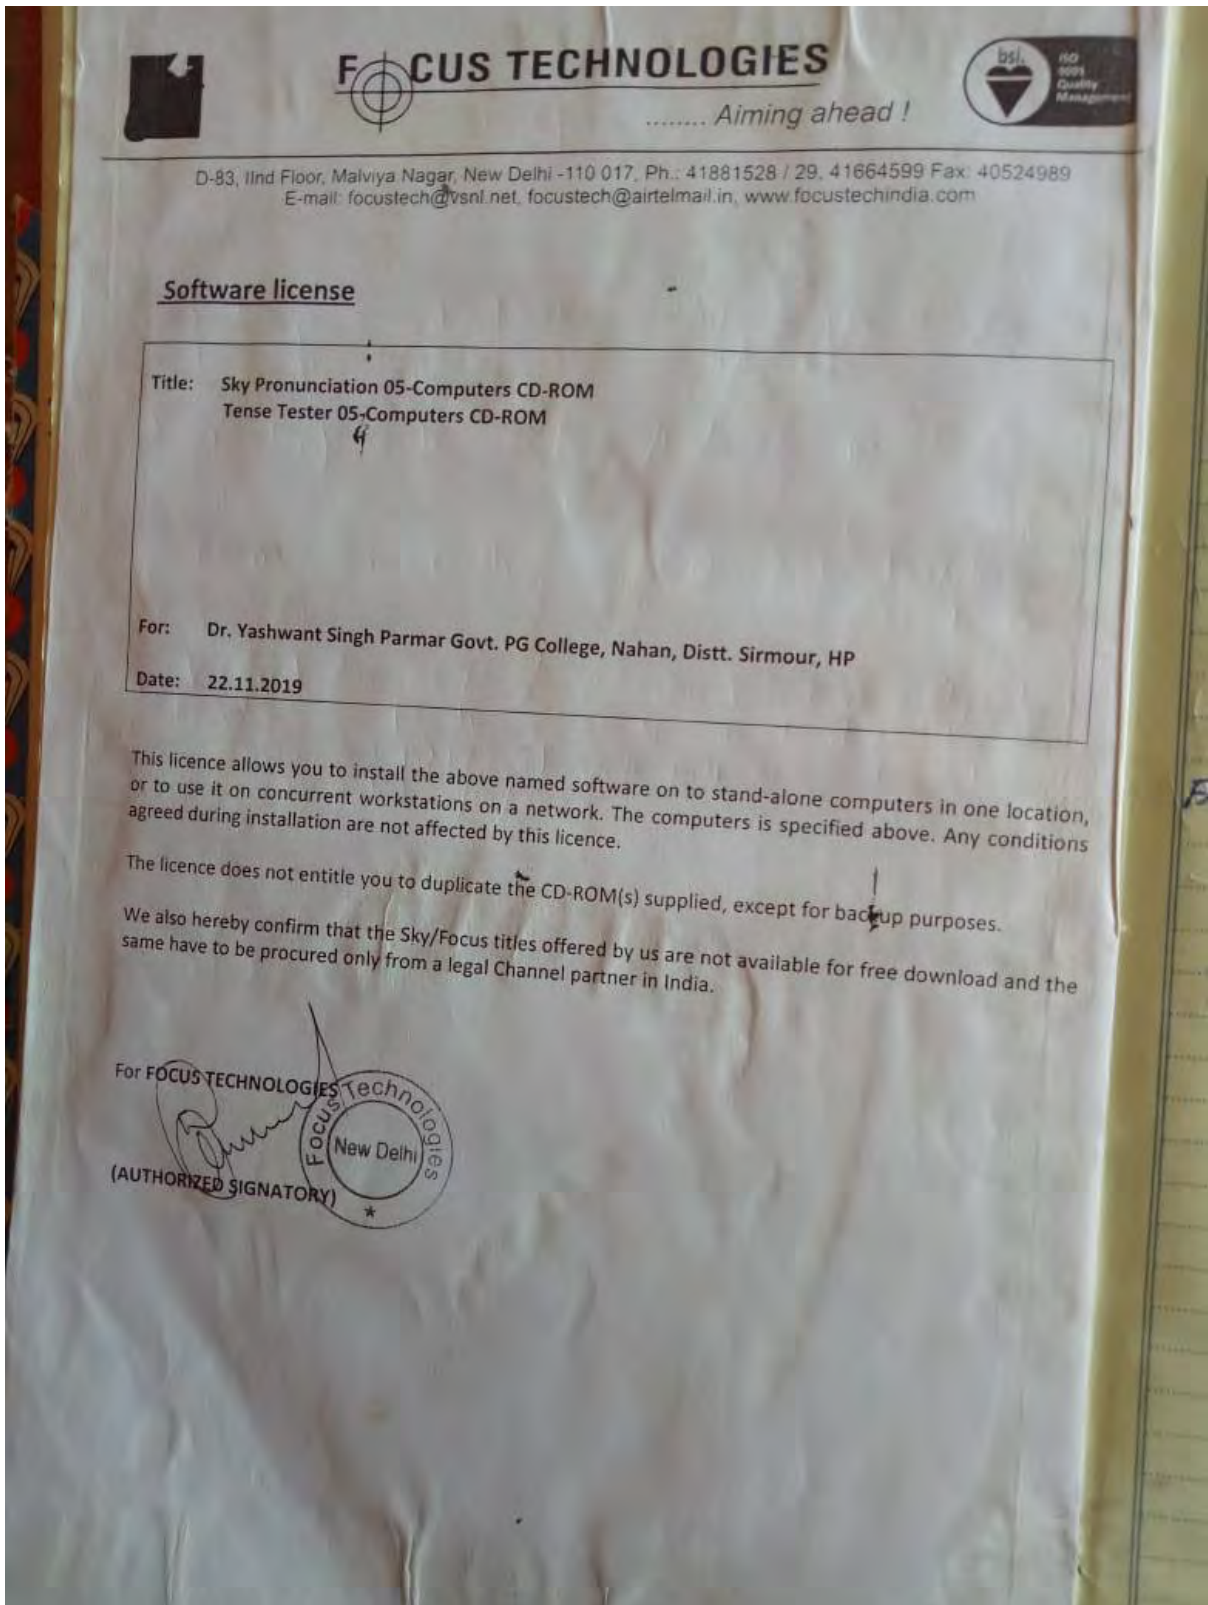 FOCUS TECHNOLOGIES
........ Aiming ahead !
bsi.
ISO
9001
Quality
Management
D-83, IInd Floor, Malviya Nagar, New Delhi -110 017, Ph.: 41881528 / 29, 41664599 Fax: 40524989
E-mail: focustech@vsnl.net, focustech@airtelmail.in, www.focustechindia.com
Software license
Title: Sky Pronunciation 05-Computers CD-ROM
Tense Tester 05-Computers CD-ROM
For: Dr. Yashwant Singh Parmar Govt. PG College, Nahan, Distt. Sirmour, HP
Date: 22.11.2019
This licence allows you to install the above named software on to stand-alone computers in one location,
or to use it on concurrent workstations on a network. The computers is specified above. Any conditions
agreed during installation are not affected by this licence.
The licence does not entitle you to duplicate the CD-ROM(s) supplied, except for backup purposes.
We also hereby confirm that the Sky/Focus titles offered by us are not available for free download and the
same have to be procured only from a legal Channel partner in India.
For FOCUS TECHNOLOGIES
Focus Technologies
New Delhi
(AUTHORIZED SIGNATORY)